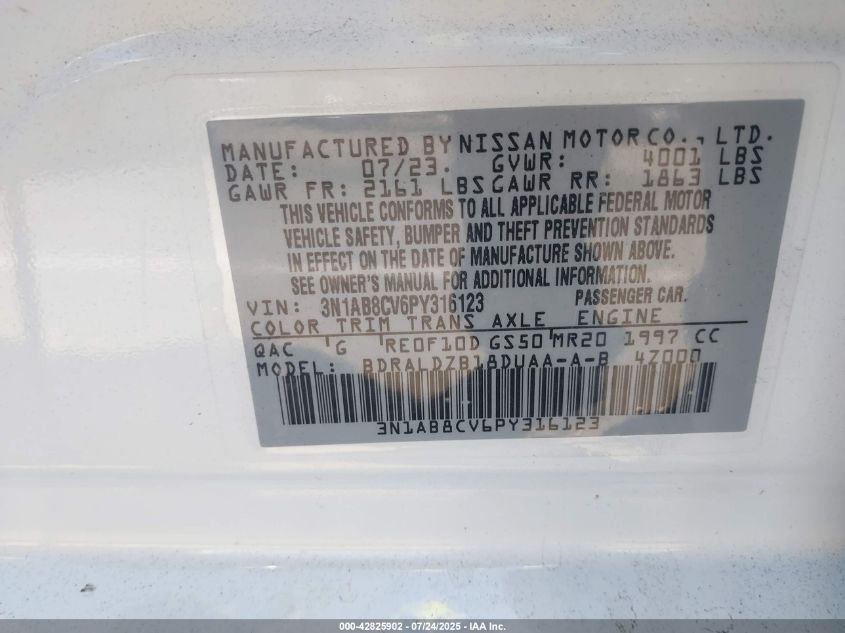 MANUFACTURED BY NISSAN MOTOR CO., LTD.
DATE: 07/23. GVWR: 4001 LBS
GAWR FR: 2161 LBS GAWR RR: 1863 LBS
THIS VEHICLE CONFORMS TO ALL APPLICABLE FEDERAL MOTOR
VEHICLE SAFETY, BUMPER AND THEFT PREVENTION STANDARDS
IN EFFECT ON THE DATE OF MANUFACTURE SHOWN ABOVE.
SEE OWNER'S MANUAL FOR ADDITIONAL INFORMATION.
VIN: 3N1AB8CV6PY316123 PASSENGER CAR.
COLOR TRIM TRANS AXLE ENGINE
QAC 'G RE0F10D GS50 'MR20 1997 CC
MODEL: BDRALDZB18DUAA-A-B 4Z000
3N1AB8CV6PY316123
000-42825902 - 07/24/2025 - IAA Inc.